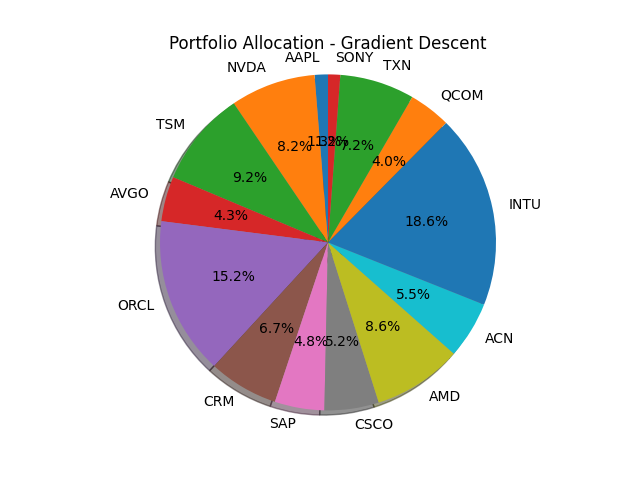 Portfolio Allocation - Gradient Descent
AAPL
SONY
NVDA
TXN
QCOM
TSM
8.2%
7.2%
4.0%
9.2%
AVGO
4.3%
INTU
18.6%
15.2%
5.5%
ORCL
6.7%
4.8%
5.2%
8.6%
ACN
CRM
SAP
CSCO
AMD